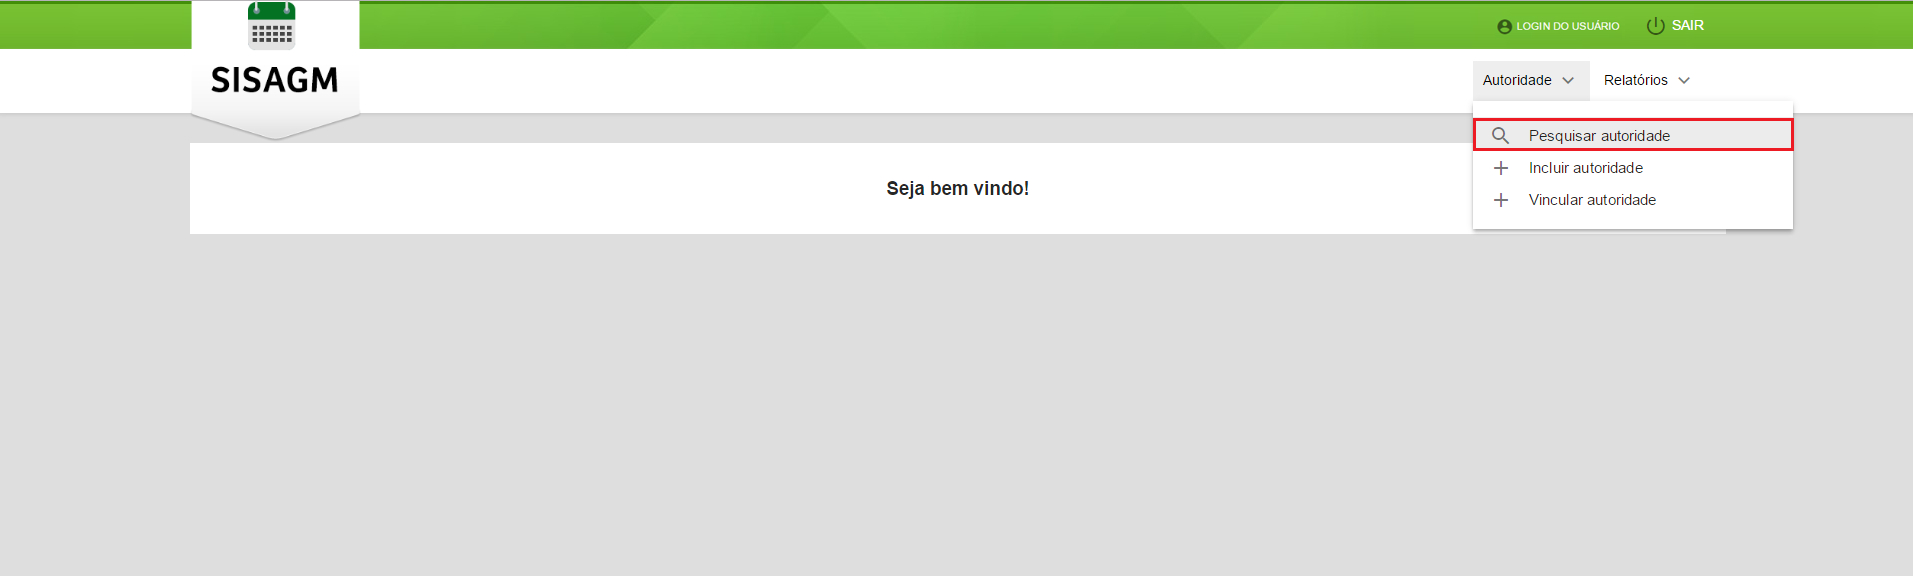 LOGIN DO USUÁRIO
SAIR
SISAGM
Autoridade
Relatórios
Pesquisar autoridade
Incluir autoridade
Vincular autoridade
Seja bem vindo!